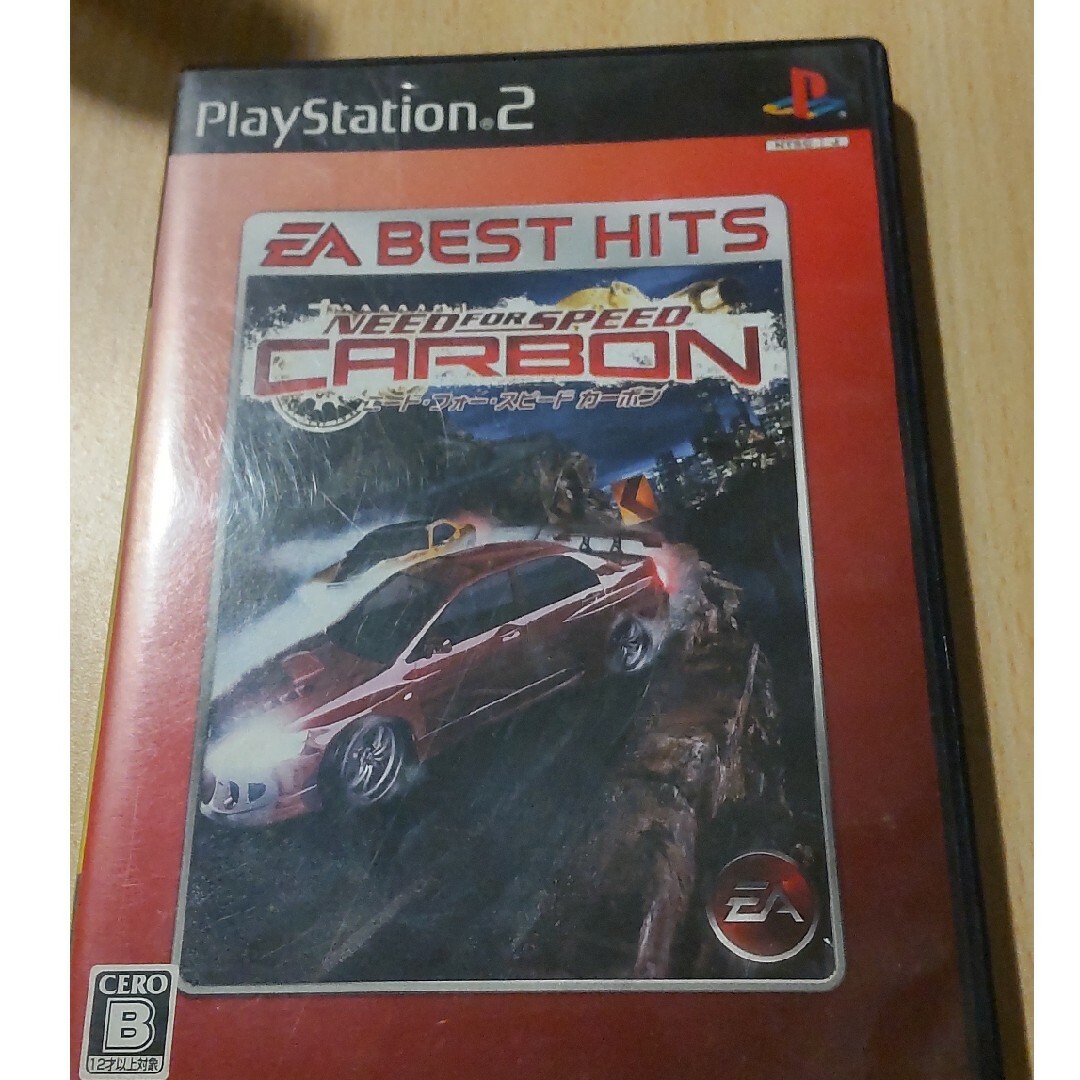 PlayStation.2
NTSC J
EA BEST HITS
NEED FOR SPEED
CARBON
ニード・フォー・スピード カーボン
EA
CERO
B
12才以上対象